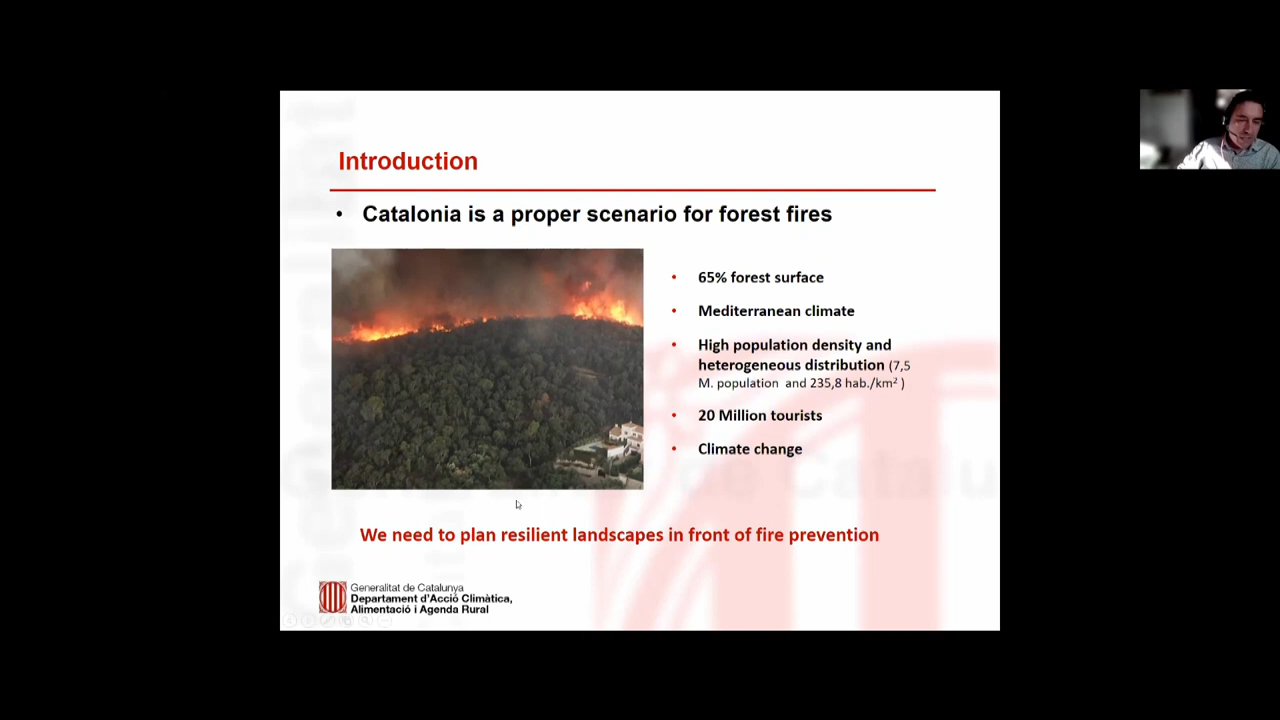 Introduction
• Catalonia is a proper scenario for forest fires
• 65% forest surface
• Mediterranean climate
• High population density and
heterogeneous distribution (7,5
M. population and 235,8 hab./km² )
• 20 Million tourists
• Climate change
We need to plan resilient landscapes in front of fire prevention
Generalitat de Catalunya
Departament d'Acció Climàtica,
Alimentació i Agenda Rural